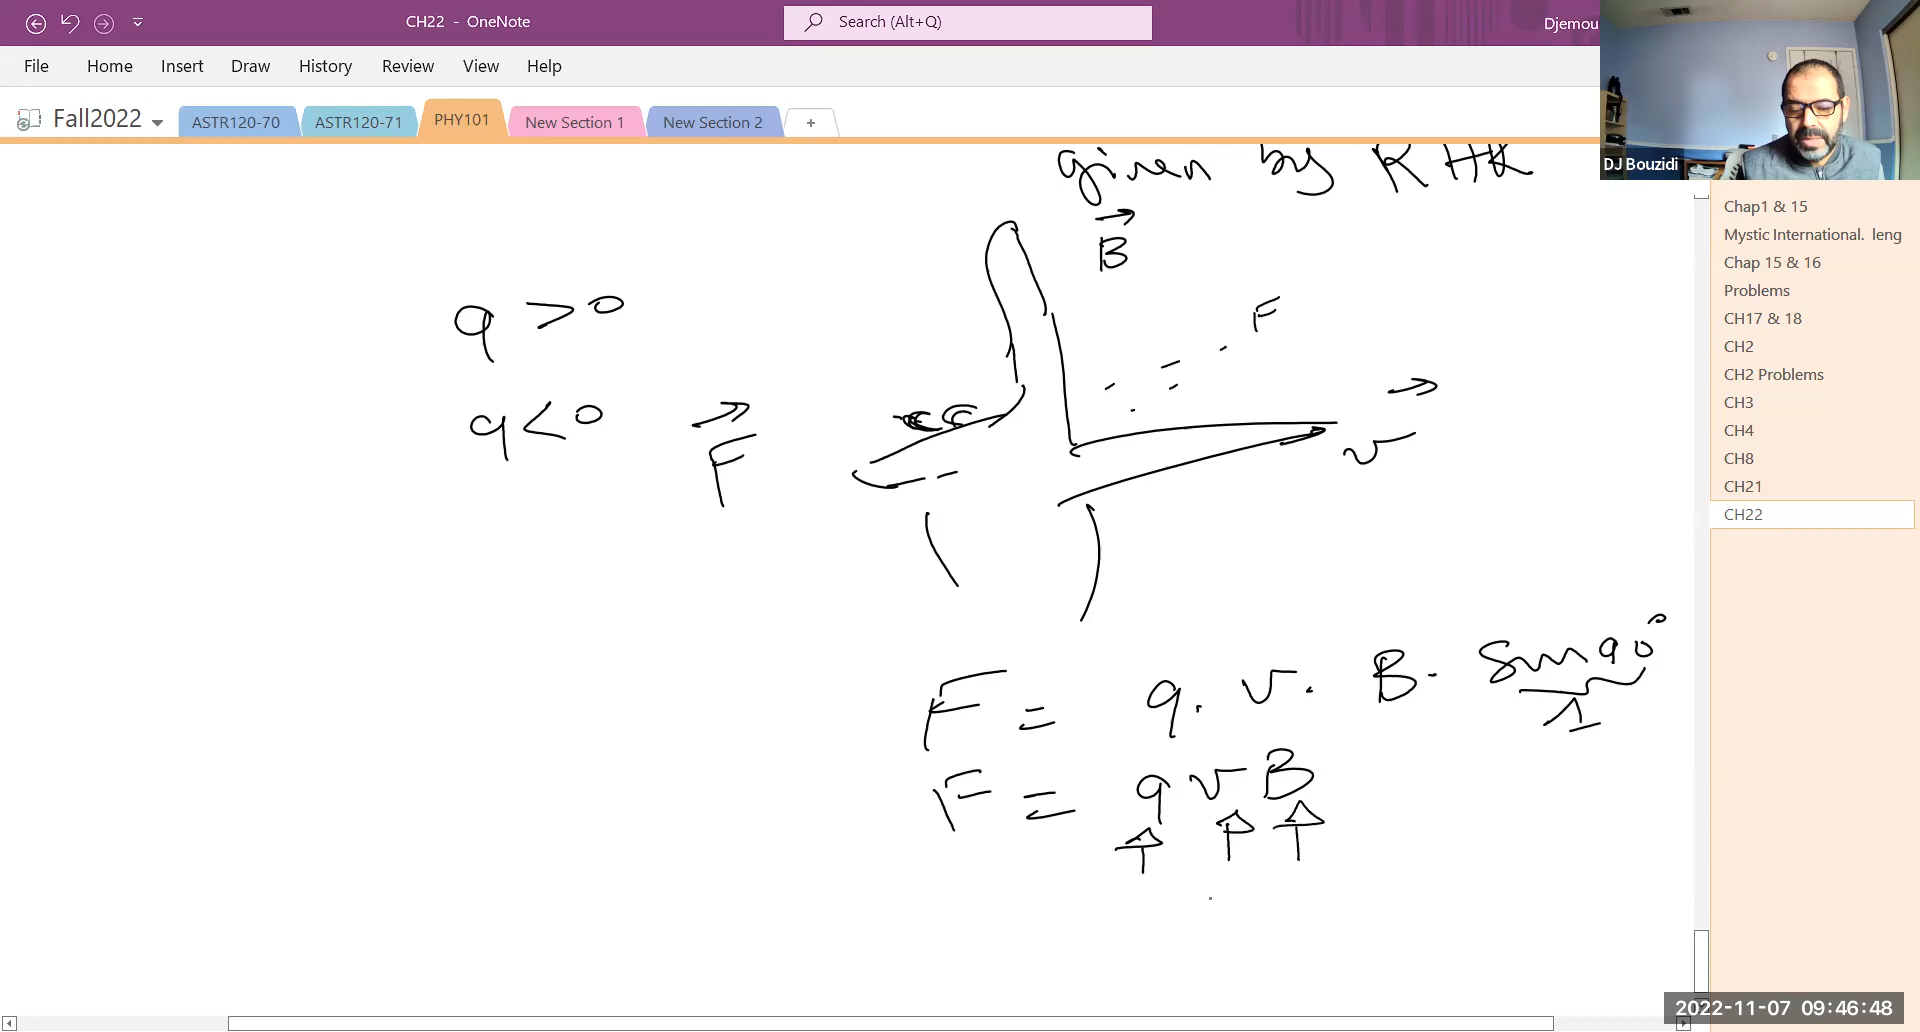 CH22 - OneNote
Search (Alt+Q)
Djemou
File Home Insert Draw History Review View Help
Fall2022
ASTR120-70
ASTR120-71
PHY101
New Section 1
New Section 2
+
DJ Bouzidi
given by RHR
B
q > 0
F
q < 0
F
v
F = q. v. B. sin 90°
1
F = q v B
Chap1 & 15
Mystic International. leng
Chap 15 & 16
Problems
CH17 & 18
CH2
CH2 Problems
CH3
CH4
CH8
CH21
CH22
2022-11-07 09:46:48